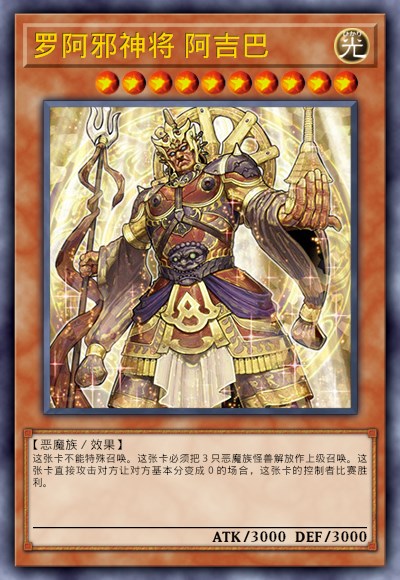 罗阿邪神将 阿吉巴
光
ひかり
【恶魔族／效果】
这张卡不能特殊召唤。这张卡必须把３只恶魔族怪兽解放作上级召唤。这
张卡直接攻击对方让对方基本分变成０的场合，这张卡的控制者比赛胜
利。
ATK/3000 DEF/3000